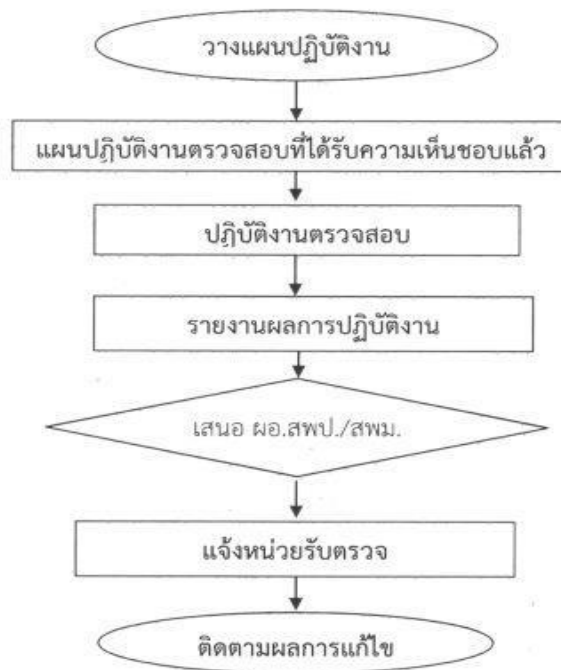 วางแผนปฏิบัติงาน
แผนปฏิบัติงานตรวจสอบที่ได้รับความเห็นชอบแล้ว
ปฏิบัติงานตรวจสอบ
รายงานผลการปฏิบัติงาน
เสนอ ผอ.สพป./สพม.
แจ้งหน่วยรับตรวจ
ติดตามผลการแก้ไข